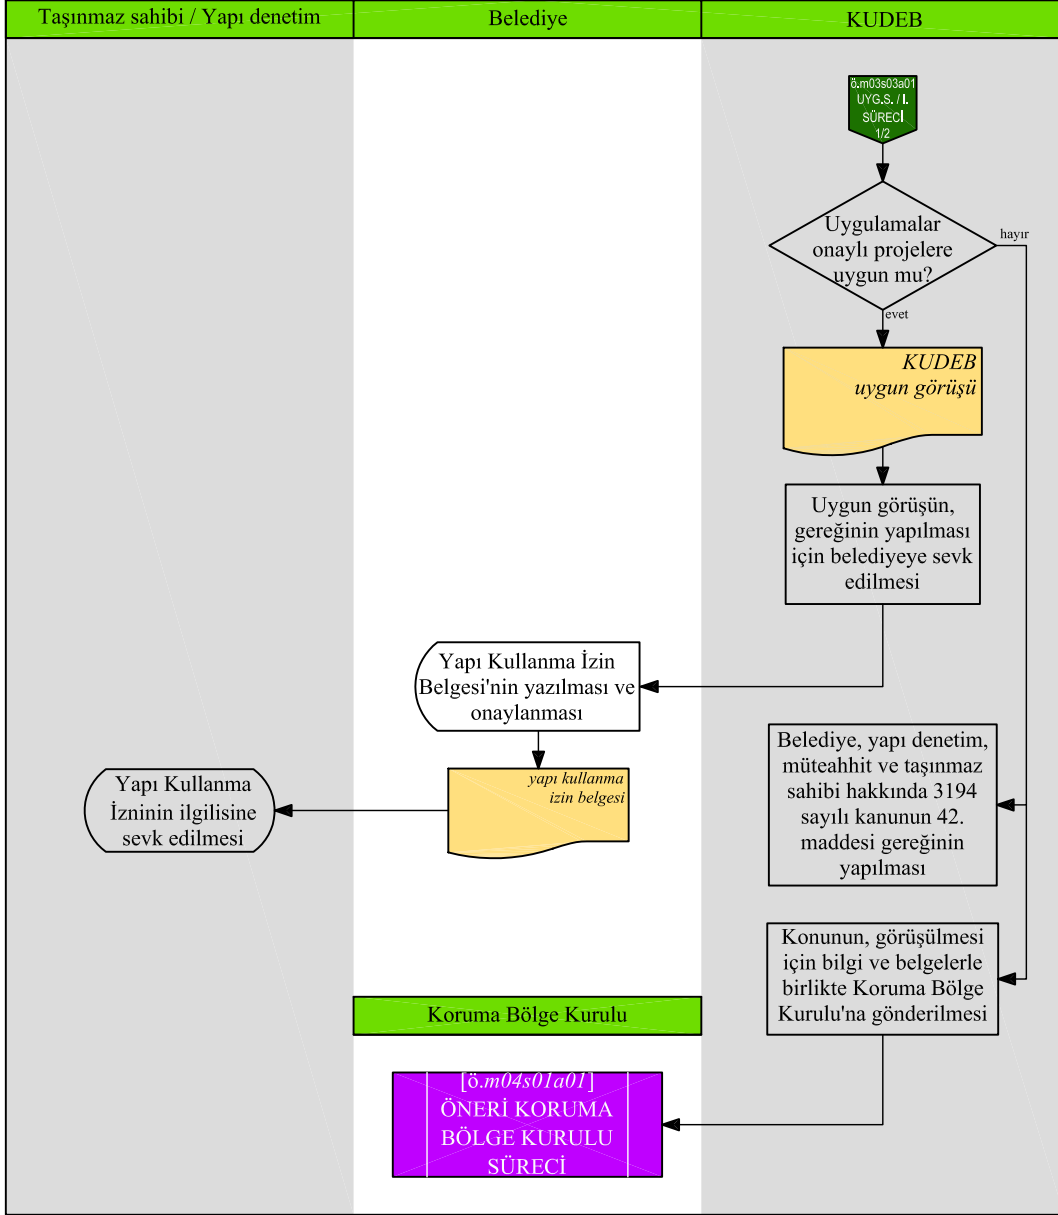 Taşınmaz sahibi / Yapı denetim
Belediye
KUDEB
ö.m03s03a01
UYG.S. / I.
SÜRECİ
1/2
Uygulamalar
onaylı projelere
uygun mu?
hayır
evet
KUDEB
uygun görüşü
Uygun görüşün,
gereğinin yapılması
için belediyeye sevk
edilmesi
Yapı Kullanma İzin
Belgesi'nin yazılması ve
onaylanması
yapı kullanma
izin belgesi
Yapı Kullanma
İzninin ilgilisine
sevk edilmesi
Belediye, yapı denetim,
müteahhit ve taşınmaz
sahibi hakkında 3194
sayılı kanunun 42.
maddesi gereğinin
yapılması
Konunun, görüşülmesi
için bilgi ve belgelerle
birlikte Koruma Bölge
Kurulu'na gönderilmesi
Koruma Bölge Kurulu
[ö.m04s01a01]
ÖNERİ KORUMA
BÖLGE KURULU
SÜRECİ